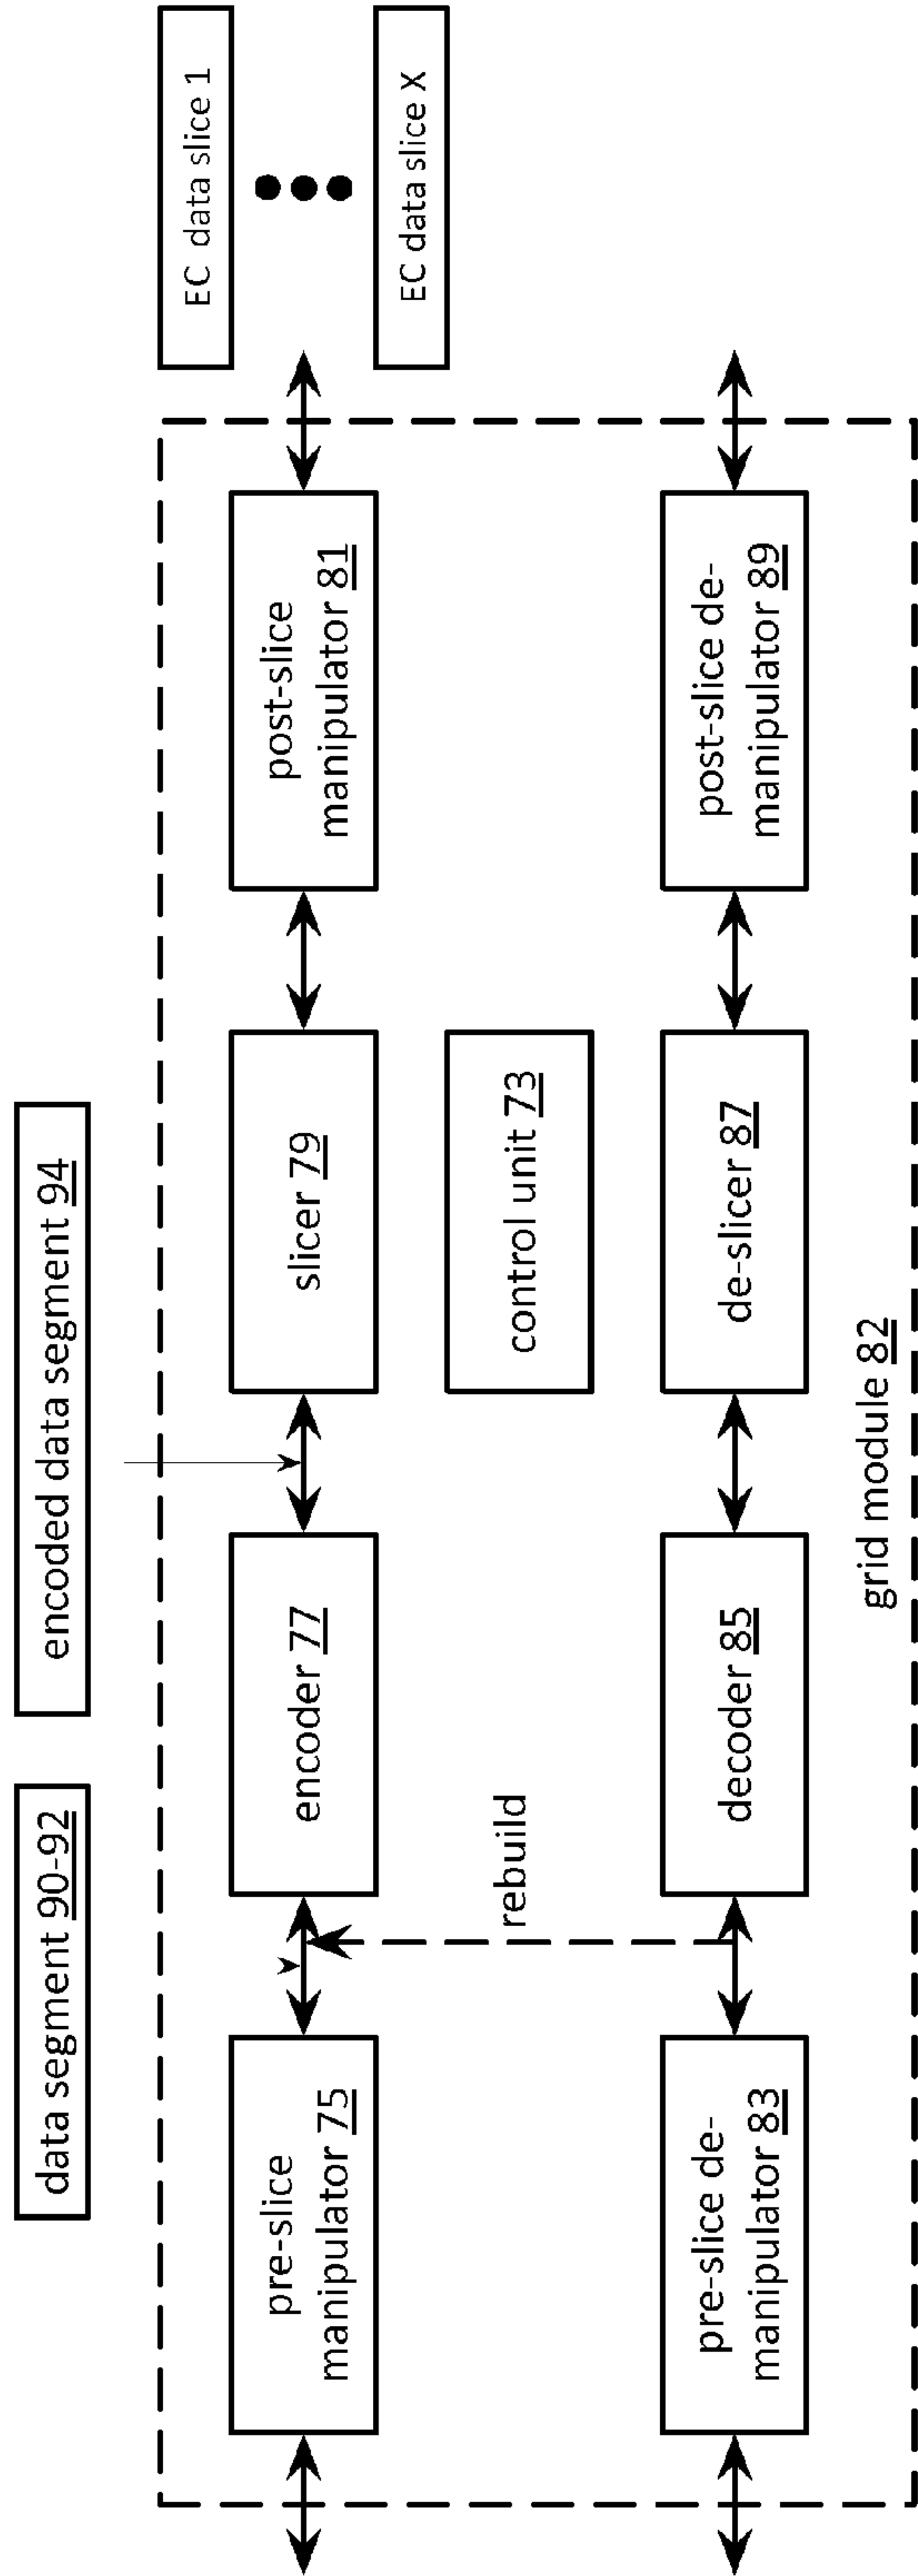 data segment 90-92
encoded data segment 94
EC data slice 1
EC data slice X
pre-slice
manipulator 75
encoder 77
slicer 79
post-slice
manipulator 81
rebuild
control unit 73
pre-slice de-
manipulator 83
decoder 85
de-slicer 87
post-slice de-
manipulator 89
grid module 82